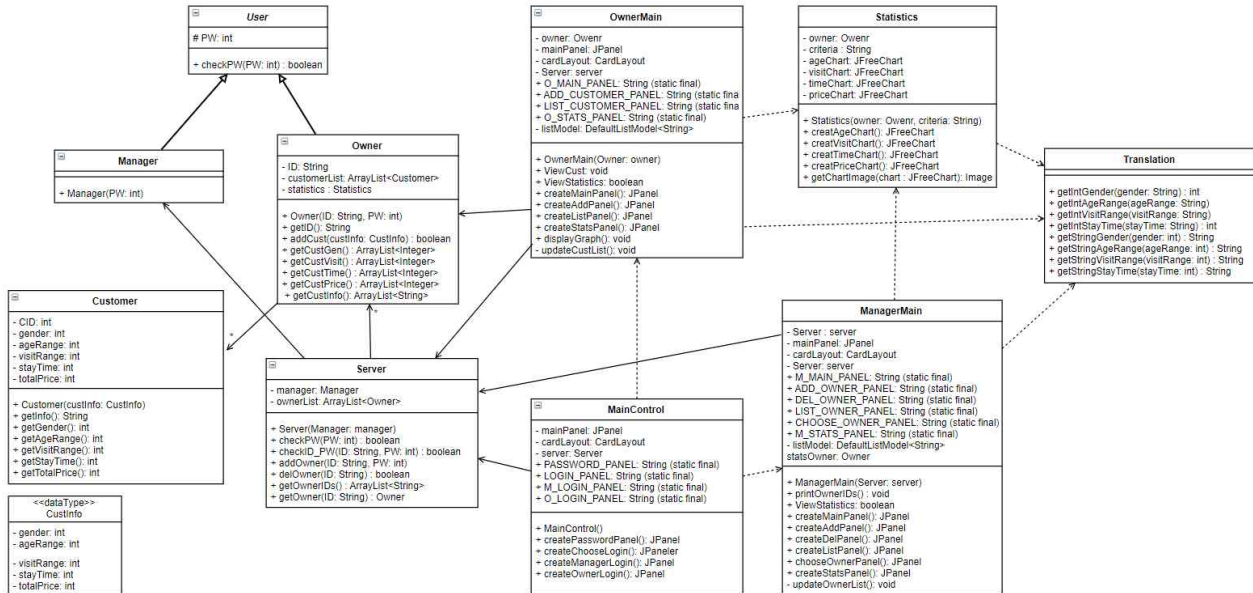 User
# PW: int
+ checkPW(PW: int) : boolean
Manager
+ Manager(PW: int)
Owner
- ID: String
- customerList: ArrayList<Customer>
- statistics : Statistics
+ Owner(ID: String, PW: int)
+ getID(): String
+ addCust(custInfo: CustInfo) : boolean
+ getCustGen() : ArrayList<Integer>
+ getCustVisit() : ArrayList<Integer>
+ getCustTime() : ArrayList<Integer>
+ getCustPrice() : ArrayList<Integer>
+ getCustInfo(): ArrayList<String>
Customer
- CID: int
- gender: int
- ageRange: int
- visitRange: int
- stayTime: int
- totalPrice: int
+ Customer(custInfo: CustInfo)
+ getInfo(): String
+ getGender(): int
+ getAgeRange(): int
+ getVisitRange(): int
+ getStayTime(): int
+ getTotalPrice(): int
<<dataType>>
CustInfo
- gender: int
- ageRange: int
- visitRange: int
- stayTime: int
- totalPrice: int
*
*
Server
- manager: Manager
- ownerList: ArrayList<Owner>
+ Server(Manager: manager)
+ checkPW(PW: int) : boolean
+ checkID_PW(ID: String, PW: int) : boolean
+ addOwner(ID: String, PW: int)
+ delOwner(ID: String) : boolean
+ getOwnerIDs() : ArrayList<String>
+ getOwner(ID: String) : Owner
OwnerMain
- owner: Owenr
- mainPanel: JPanel
- cardLayout: CardLayout
- Server: server
+ O_MAIN_PANEL: String (static final)
+ ADD_CUSTOMER_PANEL: String (static fina
+ LIST_CUSTOMER_PANEL: String (static fina
+ O_STATS_PANEL: String (static final)
- listModel: DefaultListModel<String>
+ OwnerMain(Owner: owner)
+ ViewCust: void
+ ViewStatistics: boolean
+ createMainPanel(): JPanel
+ createAddPanel(): JPanel
+ createListPanel(): JPanel
+ createStatsPanel(): JPanel
+ displayGraph(): void
- updateCustList(): void
MainControl
- mainPanel: JPanel
- cardLayout: CardLayout
- server: Server
+ PASSWORD_PANEL: String (static final)
+ LOGIN_PANEL: String (static final)
+ M_LOGIN_PANEL: String (static final)
+ O_LOGIN_PANEL: String (static final)
+ MainControl()
+ createPasswordPanel(): JPanel
+ createChooseLogin(): JPaneler
+ createManagerLogin(): JPanel
+ createOwnerLogin(): JPanel
Statistics
- owner: Owenr
- criteria : String
- ageChart: JFreeChart
- visitChart: JFreeChart
- timeChart: JFreeChart
- priceChart: JFreeChart
+ Statistics(owner: Owenr, criteria: String)
+ creatAgeChart(): JFreeChart
+ creatVisitChart(): JFreeChart
+ creatTimeChart(): JFreeChart
+ creatPriceChart(): JFreeChart
+ getChartImage(chart : JFreeChart): Image
ManagerMain
- Server : server
- mainPanel: JPanel
- cardLayout: CardLayout
- Server: server
+ M_MAIN_PANEL: String (static final)
+ ADD_OWNER_PANEL: String (static final)
+ DEL_OWNER_PANEL: String (static final)
+ LIST_OWNER_PANEL: String (static final)
+ CHOOSE_OWNER_PANEL: String (static final)
+ M_STATS_PANEL: String (static final)
- listModel: DefaultListModel<String>
statsOwner: Owner
+ ManagerMain(Server: server)
+ printOwnerIDs() : void
+ ViewStatistics: boolean
+ createMainPanel(): JPanel
+ createAddPanel(): JPanel
+ createDelPanel(): JPanel
+ createListPanel(): JPanel
+ chooseOwnerPanel(): JPanel
+ createStatsPanel(): JPanel
- updateOwnerList(): void
Translation
+ getIntGender(gender: String) : int
+ getIntAgeRange(ageRange: String)
+ getIntVisitRange(visitRange: String)
+ getIntStayTime(stayTime: String) : int
+ getStringGender(gender: int) : String
+ getStringAgeRange(ageRange: int) : String
+ getStringVisitRange(visitRange: int) : String
+ getStringStayTime(stayTime: int) : String